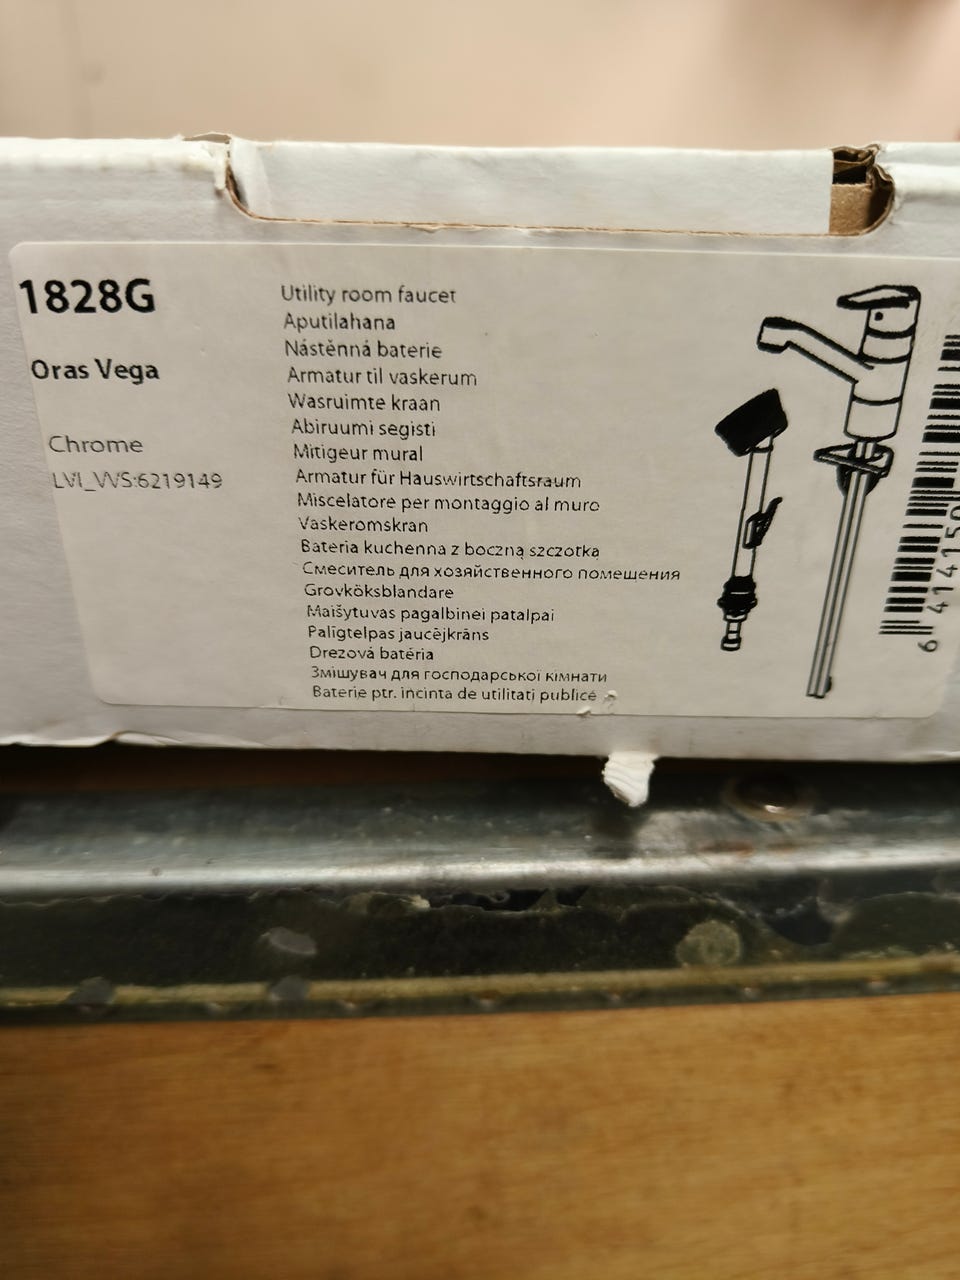 1828G
Oras Vega
Chrome
LVI_VVS:6219149
Utility room faucet
Aputilahana
Nástěnná baterie
Armatur til vaskerum
Wasruimte kraan
Abiruumi segisti
Mitigeur mural
Armatur für Hauswirtschaftsraum
Miscelatore per montaggio al muro
Vaskeromskran
Bateria kuchenna z boczną szczotka
Смеситель для хозяйственного помещения
Grovköksblandare
Maišytuvas pagalbinei patalpai
Palīgtelpas jaucējkrāns
Drezová batéria
Змішувач для господарської кімнати
Baterie ptr. incinta de utilitati publice
6 414150